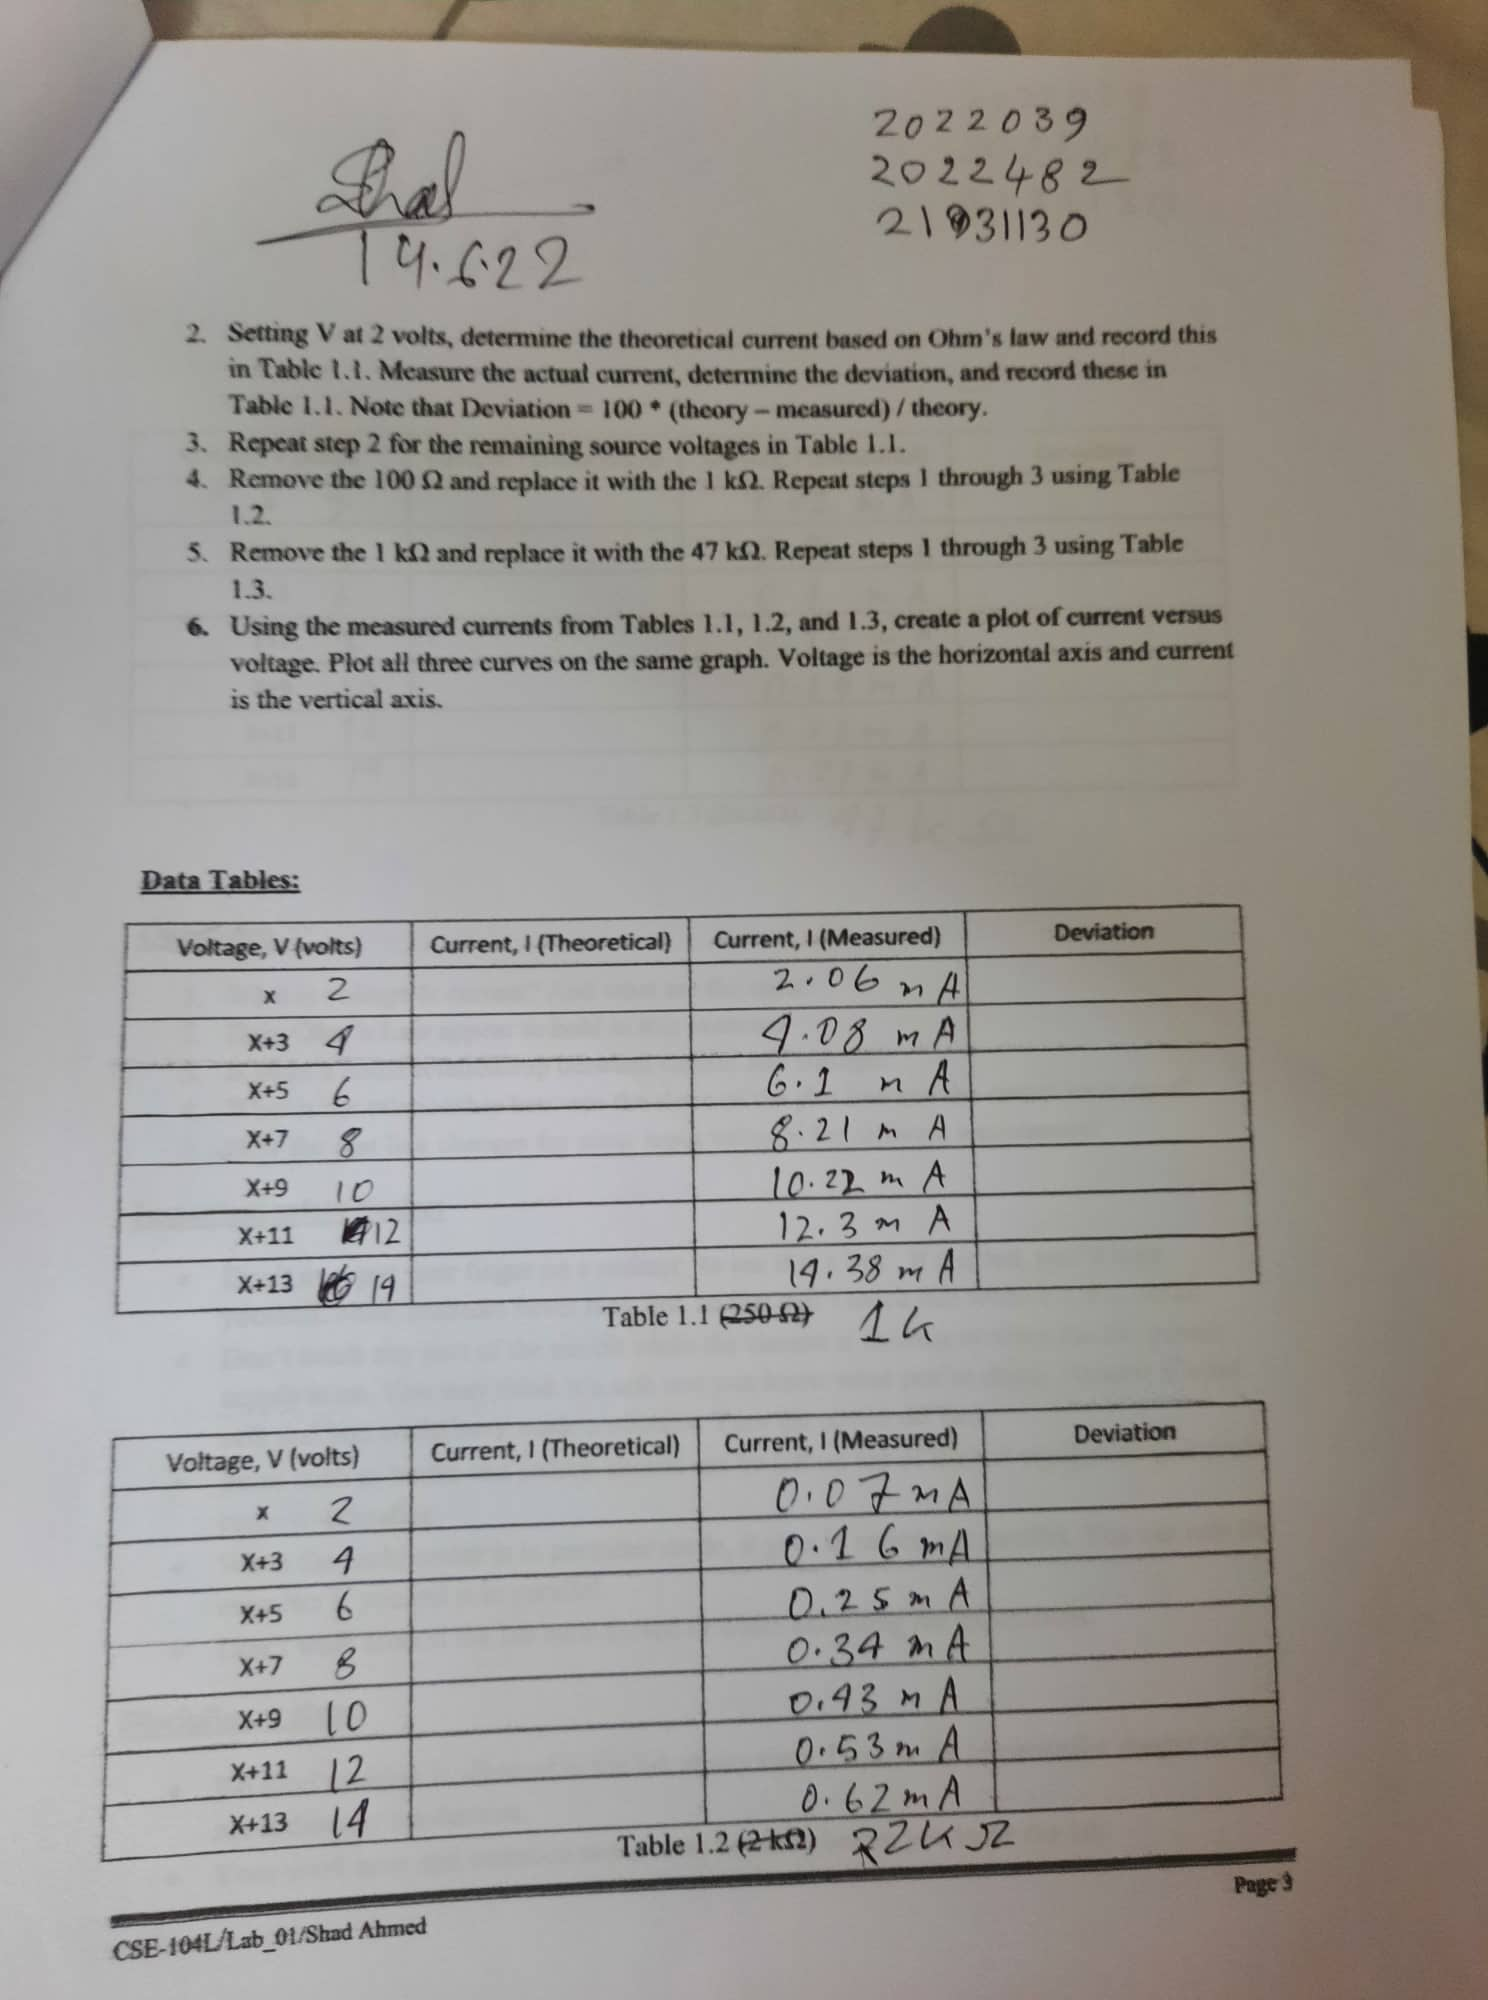 2022039
2022482
Shad
14.6.22
2. Setting V at 2 volts, determine the theoretical current based on Ohm's law and record this
in Table 1.1. Measure the actual current, determine the deviation, and record these in
Table 1.1. Note that Deviation = 100 * (theory – measured) / theory.
3. Repeat step 2 for the remaining source voltages in Table 1.1.
4. Remove the 100 Ω and replace it with the 1 kΩ. Repeat steps 1 through 3 using Table
1.2.
5. Remove the 1 kΩ and replace it with the 47 kΩ. Repeat steps 1 through 3 using Table
1.3.
6. Using the measured currents from Tables 1.1, 1.2, and 1.3, create a plot of current versus
voltage. Plot all three curves on the same graph. Voltage is the horizontal axis and current
is the vertical axis.
Data Tables:
Voltage, V (volts) Current, I (Theoretical) Current, I (Measured) Deviation
x 2 2.06 mA
X+3 4 4.08 mA
X+5 6 6.1 mA
X+7 8 8.21 mA
X+9 10 10.22 mA
X+11 12 12.3 mA
X+13 14 14.38 mA
Table 1.1 (250 Ω) 1k
Voltage, V (volts) Current, I (Theoretical) Current, I (Measured) Deviation
x 2 0.07 mA
X+3 4 0.16 mA
X+5 6 0.25 mA
X+7 8 0.34 mA
X+9 10 0.43 mA
X+11 12 0.53 mA
X+13 14 0.62 mA
Table 1.2 (2 kΩ) 22kΩ
Page 3
CSE-104L/Lab_01/Shad Ahmed